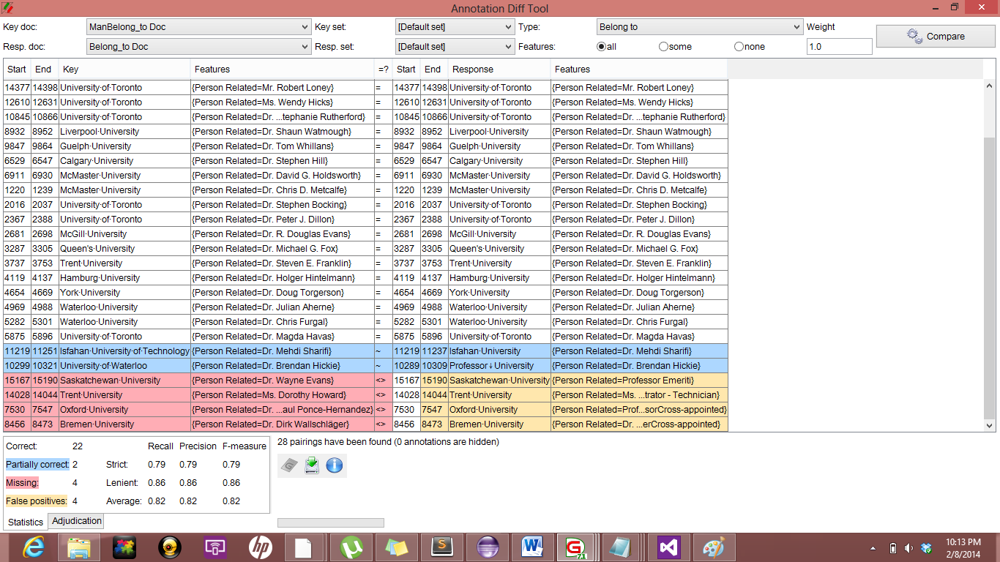 Annotation Diff Tool
Key doc: ManBelong_to Doc Key set: [Default set] Type: Belong to Weight
Resp. doc: Belong_to Doc Resp. set: [Default set] Features: all some none 1.0 Compare
Start End Key Features =? Start End Response Features
14377 14398 University·of·Toronto {Person Related=Mr. Robert Loney} = 14377 14398 University·of·Toronto {Person Related=Mr. Robert Loney}
12610 12631 University·of·Toronto {Person Related=Ms. Wendy Hicks} = 12610 12631 University·of·Toronto {Person Related=Ms. Wendy Hicks}
10845 10866 University·of·Toronto {Person Related=Dr. ...tephanie Rutherford} = 10845 10866 University·of·Toronto {Person Related=Dr. ...tephanie Rutherford}
8932 8952 Liverpool·University {Person Related=Dr. Shaun Watmough} = 8932 8952 Liverpool·University {Person Related=Dr. Shaun Watmough}
9847 9864 Guelph·University {Person Related=Dr. Tom Whillans} = 9847 9864 Guelph·University {Person Related=Dr. Tom Whillans}
6529 6547 Calgary·University {Person Related=Dr. Stephen Hill} = 6529 6547 Calgary·University {Person Related=Dr. Stephen Hill}
6911 6930 McMaster·University {Person Related=Dr. David G. Holdsworth} = 6911 6930 McMaster·University {Person Related=Dr. David G. Holdsworth}
1220 1239 McMaster·University {Person Related=Dr. Chris D. Metcalfe} = 1220 1239 McMaster·University {Person Related=Dr. Chris D. Metcalfe}
2016 2037 University·of·Toronto {Person Related=Dr. Stephen Bocking} = 2016 2037 University·of·Toronto {Person Related=Dr. Stephen Bocking}
2367 2388 University·of·Toronto {Person Related=Dr. Peter J. Dillon} = 2367 2388 University·of·Toronto {Person Related=Dr. Peter J. Dillon}
2681 2698 McGill·University {Person Related=Dr. R. Douglas Evans} = 2681 2698 McGill·University {Person Related=Dr. R. Douglas Evans}
3287 3305 Queen's·University {Person Related=Dr. Michael G. Fox} = 3287 3305 Queen's·University {Person Related=Dr. Michael G. Fox}
3737 3753 Trent·University {Person Related=Dr. Steven E. Franklin} = 3737 3753 Trent·University {Person Related=Dr. Steven E. Franklin}
4119 4137 Hamburg·University {Person Related=Dr. Holger Hintelmann} = 4119 4137 Hamburg·University {Person Related=Dr. Holger Hintelmann}
4654 4669 York·University {Person Related=Dr. Doug Torgerson} = 4654 4669 York·University {Person Related=Dr. Doug Torgerson}
4969 4988 Waterloo·University {Person Related=Dr. Julian Aherne} = 4969 4988 Waterloo·University {Person Related=Dr. Julian Aherne}
5282 5301 Waterloo·University {Person Related=Dr. Chris Furgal} = 5282 5301 Waterloo·University {Person Related=Dr. Chris Furgal}
5875 5896 University·of·Toronto {Person Related=Dr. Magda Havas} = 5875 5896 University·of·Toronto {Person Related=Dr. Magda Havas}
11219 11251 Isfahan·University·of·Technology {Person Related=Dr. Mehdi Sharifi} ~ 11219 11237 Isfahan·University {Person Related=Dr. Mehdi Sharifi}
10299 10321 University·of·Waterloo {Person Related=Dr. Brendan Hickie} ~ 10289 10309 Professor↓University {Person Related=Dr. Brendan Hickie}
15167 15190 Saskatchewan·University {Person Related=Dr. Wayne Evans} <> 15167 15190 Saskatchewan·University {Person Related=Professor Emeriti}
14028 14044 Trent·University {Person Related=Ms. Dorothy Howard} <> 14028 14044 Trent·University {Person Related=Ms. ...trator - Technician}
7530 7547 Oxford·University {Person Related=Dr. ...aul Ponce-Hernandez} <> 7530 7547 Oxford·University {Person Related=Prof...sorCross-appointed}
8456 8473 Bremen·University {Person Related=Dr. Dirk Wallschläger} <> 8456 8473 Bremen·University {Person Related=Dr. ...erCross-appointed}
Correct: 22 Recall Precision F-measure 28 pairings have been found (0 annotations are hidden)
Partially correct: 2 Strict: 0.79 0.79 0.79
Missing: 4 Lenient: 0.86 0.86 0.86
False positives: 4 Average: 0.82 0.82 0.82
Statistics Adjudication
10:13 PM
2/8/2014